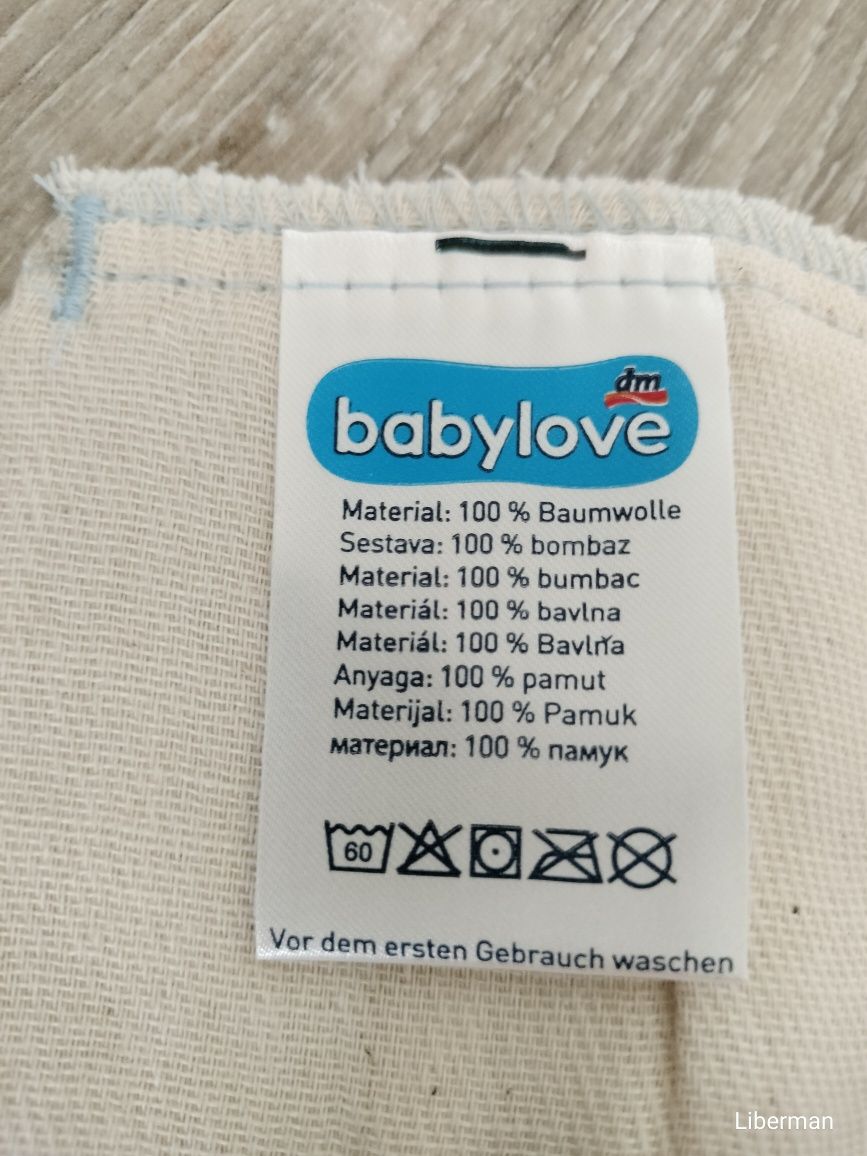 dm
babylove
Material: 100 % Baumwolle
Sestava: 100 % bombaz
Material: 100 % bumbac
Materiál: 100 % bavlna
Materiál: 100 % Bavlňa
Anyaga: 100 % pamut
Materijal: 100 % Pamuk
материал: 100 % памук
60
Vor dem ersten Gebrauch waschen
Liberman